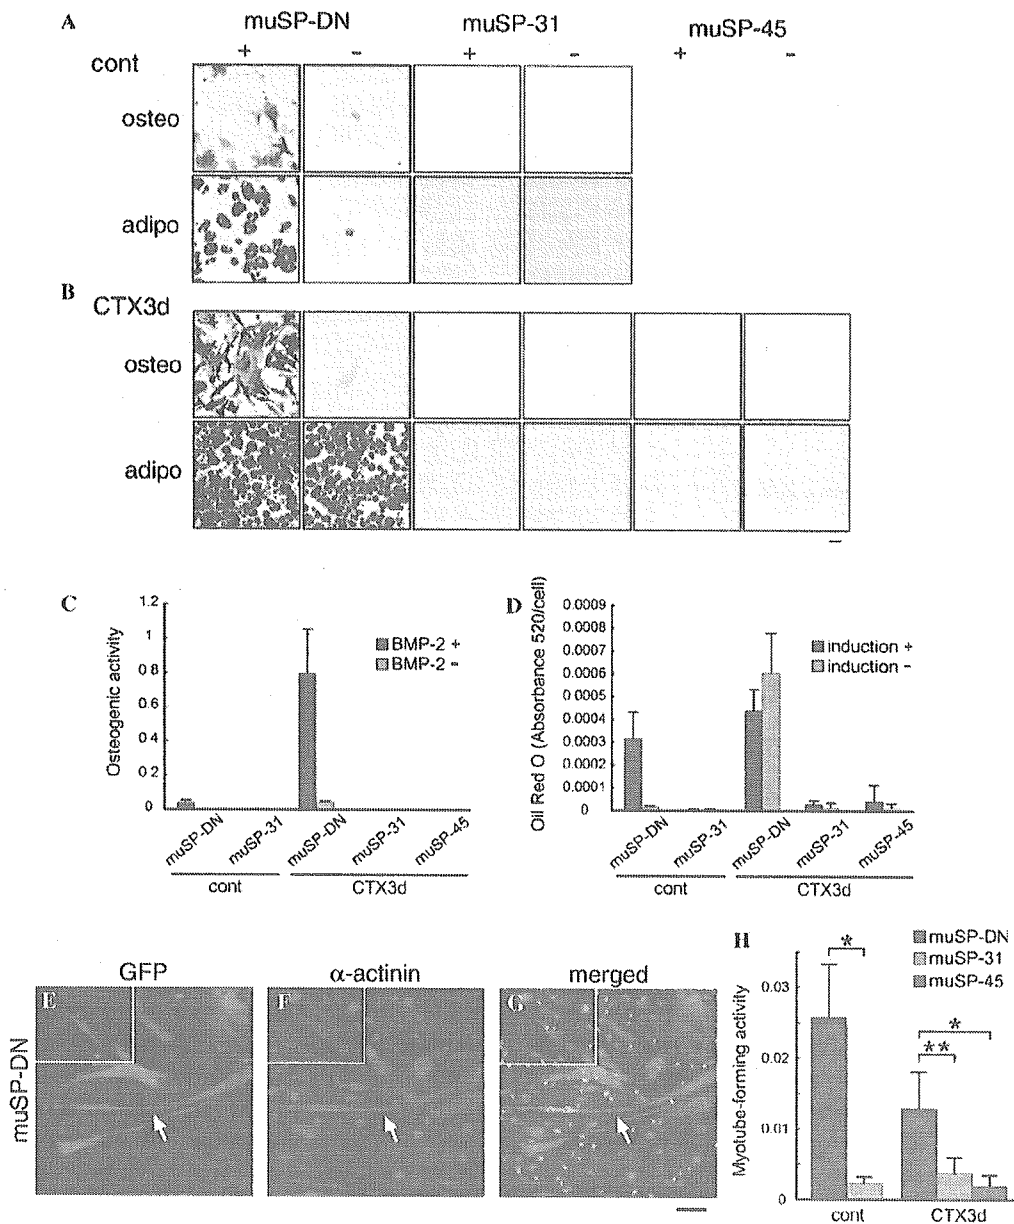 A
muSP-DN
muSP-31
muSP-45
+ - + - + -
cont
osteo
adipo
B
CTX3d
osteo
adipo
C
Osteogenic activity
1.2
1
0.8
0.6
0.4
0 2
0
BMP-2 +
BMP-2 -
muSP-DN
muSP-31
muSP-DN
muSP-31
muSP-45
cont
CTX3d
D
Oil Red O (Absorbance 520/cell)
0.0009
0.0008
0.0007
0.0006
0.0005
0.0004
0.0003
0.0002
0.0001
0
induction +
induction -
muSP-DN
muSP-31
muSP-DN
muSP-31
muSP-45
cont
CTX3d
muSP-DN
GFP
E
α-actinin
F
merged
G
H
muSP-DN
muSP-31
muSP-45
Myotube-forming activity
0.03
0.02
0.01
0
*
*
**
cont
CTX3d